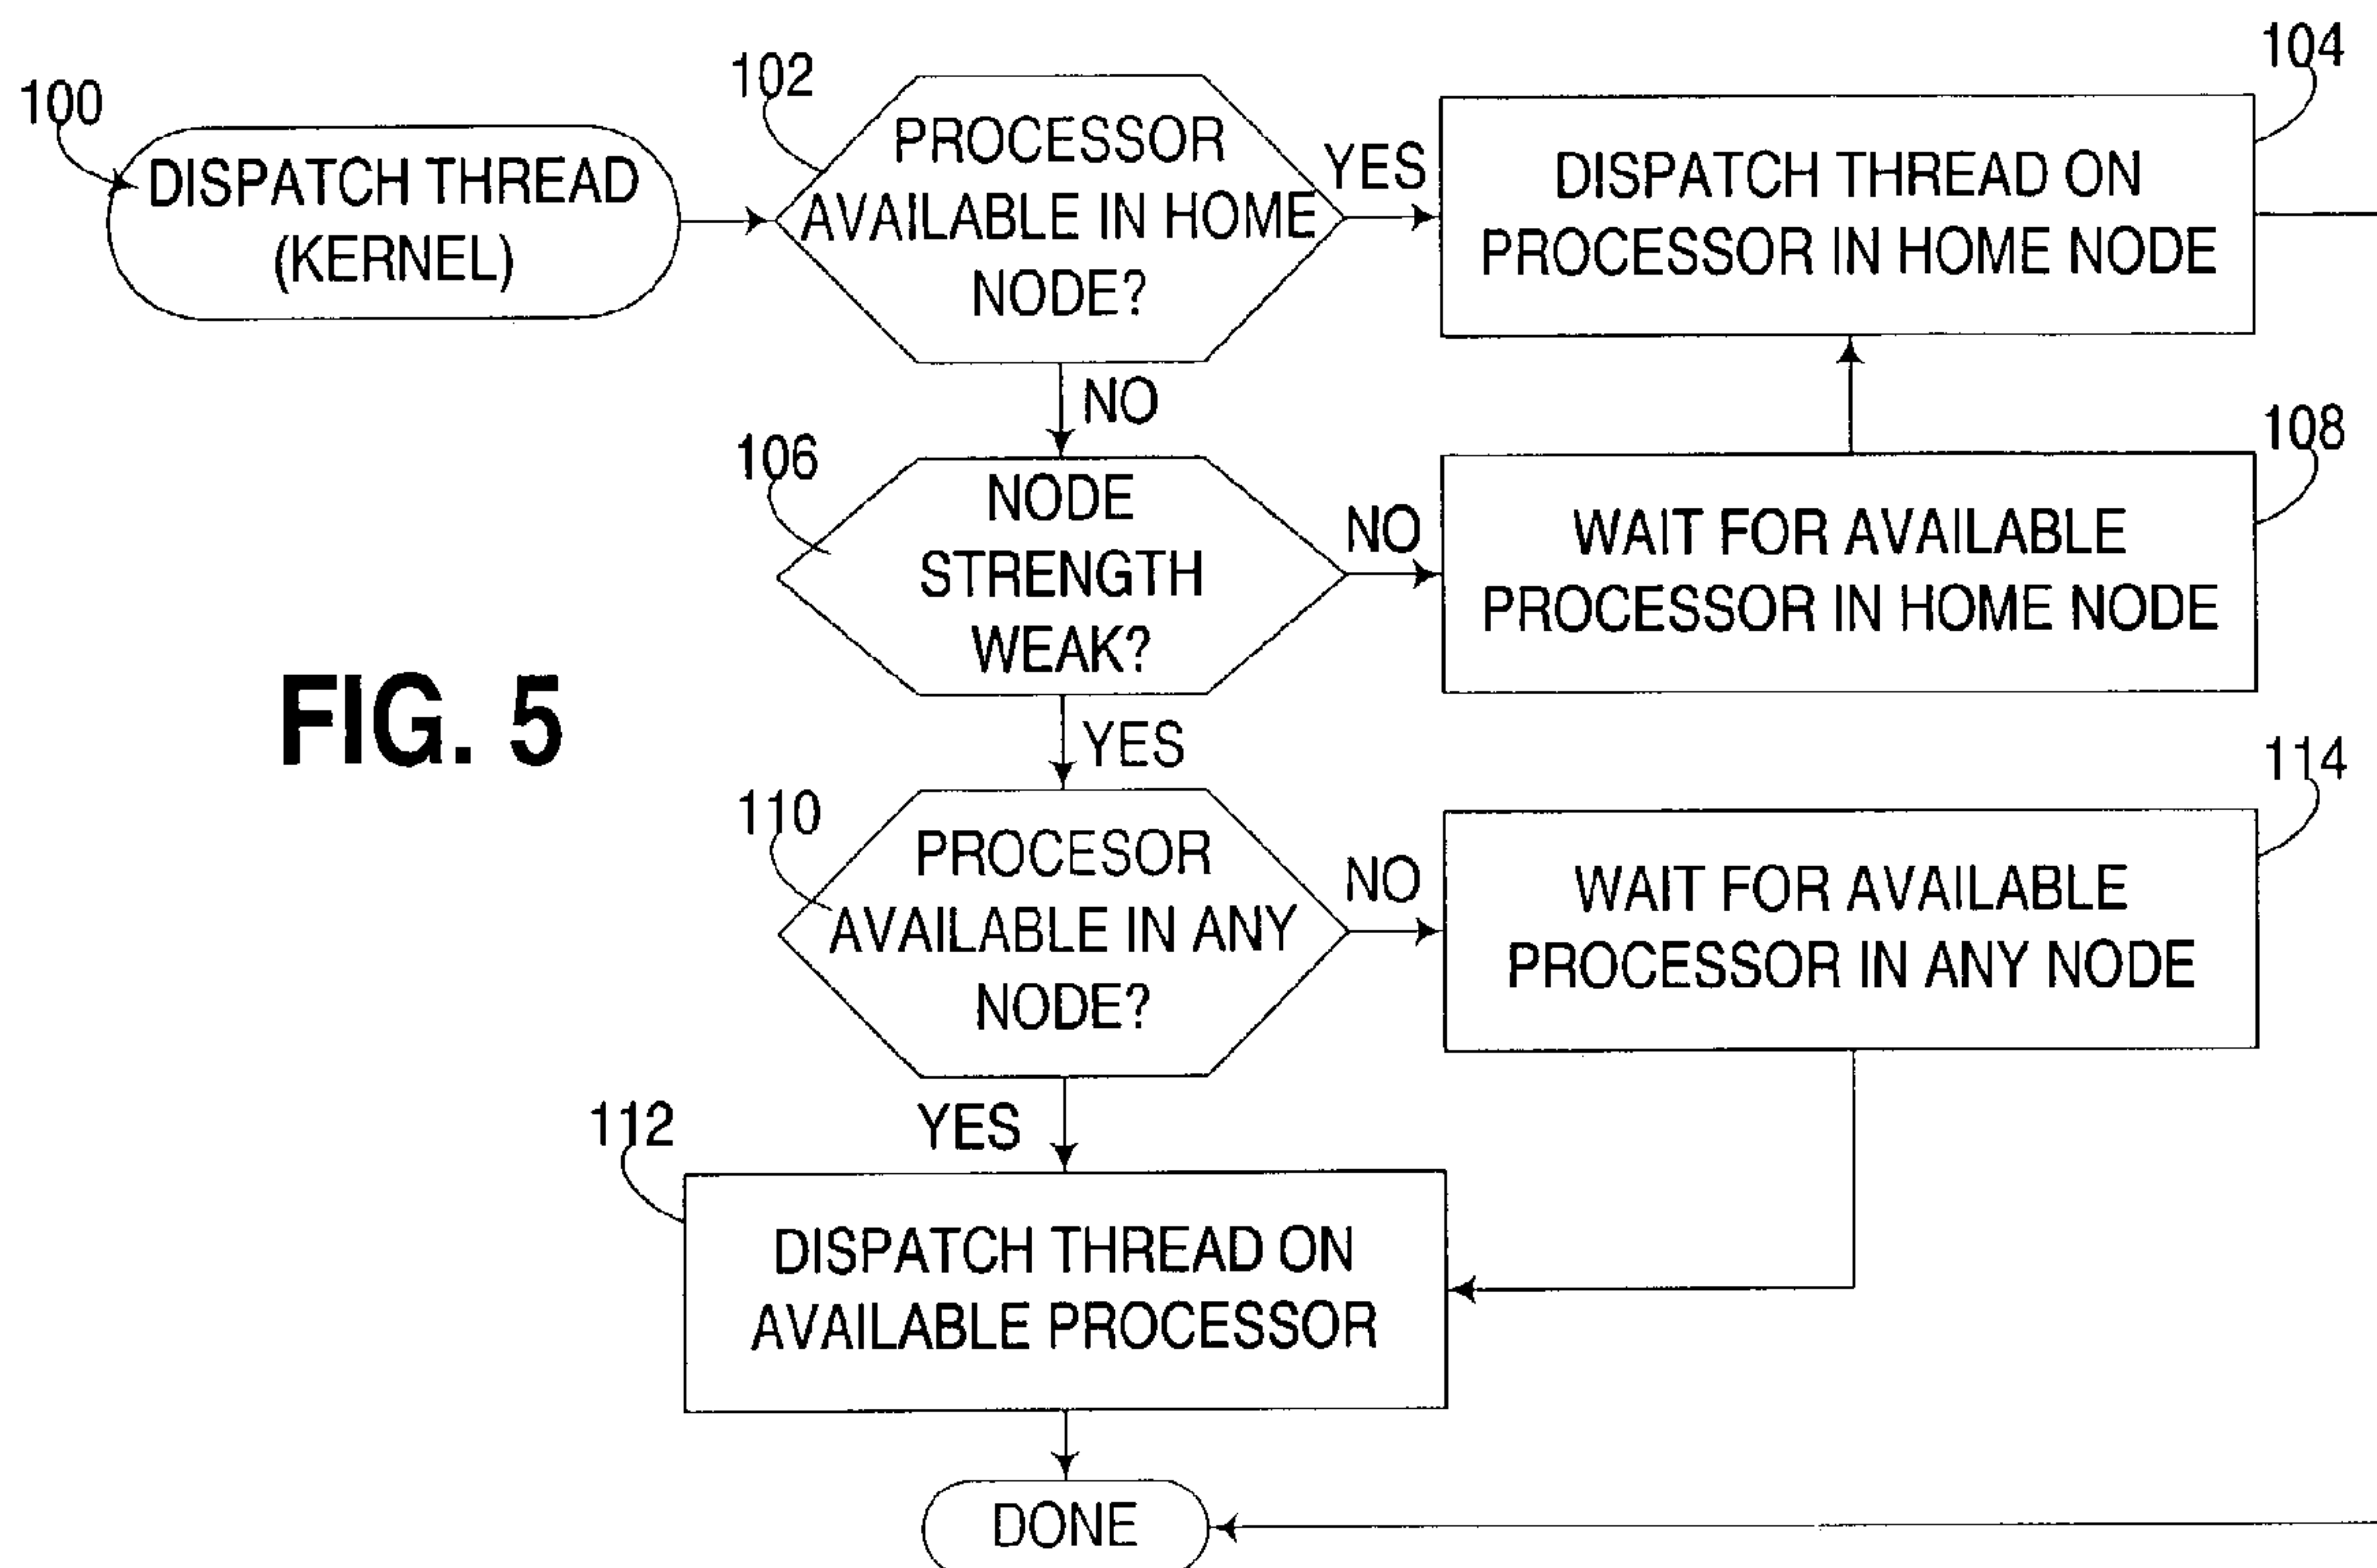 100
DISPATCH THREAD
(KERNEL)
102
PROCESSOR
AVAILABLE IN HOME
NODE?
YES
104
DISPATCH THREAD ON
PROCESSOR IN HOME NODE
NO
106
NODE
STRENGTH
WEAK?
NO
108
WAIT FOR AVAILABLE
PROCESSOR IN HOME NODE
FIG. 5
YES
110
PROCESOR
AVAILABLE IN ANY
NODE?
NO
114
WAIT FOR AVAILABLE
PROCESSOR IN ANY NODE
YES
112
DISPATCH THREAD ON
AVAILABLE PROCESSOR
DONE